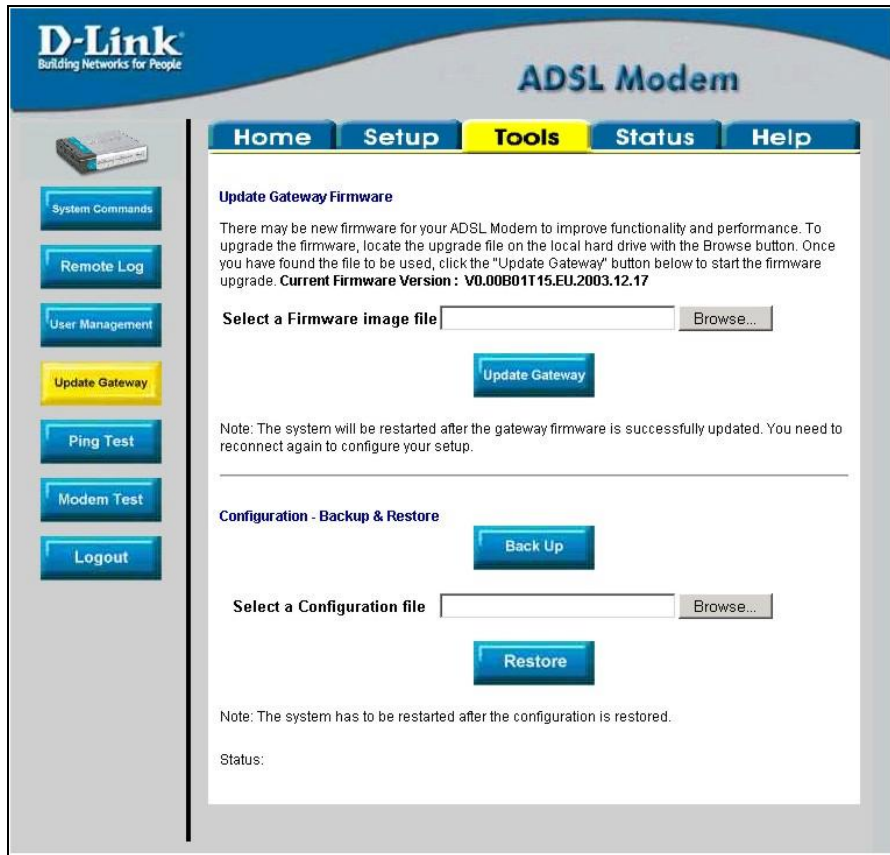 D-Link
Building Networks for People
ADSL Modem
Home Setup Tools Status Help
System Commands
Remote Log
User Management
Update Gateway
Ping Test
Modem Test
Logout
Update Gateway Firmware
There may be new firmware for your ADSL Modem to improve functionality and performance. To
upgrade the firmware, locate the upgrade file on the local hard drive with the Browse button. Once
you have found the file to be used, click the "Update Gateway" button below to start the firmware
upgrade. Current Firmware Version : V0.00B01T15.EU.2003.12.17
Select a Firmware image file Browse...
Update Gateway
Note: The system will be restarted after the gateway firmware is successfully updated. You need to
reconnect again to configure your setup.
Configuration - Backup & Restore
Back Up
Select a Configuration file Browse...
Restore
Note: The system has to be restarted after the configuration is restored.
Status: